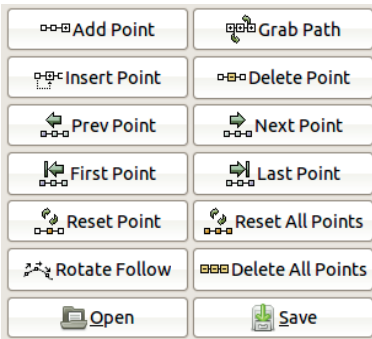 Add Point Grab Path
Insert Point Delete Point
Prev Point Next Point
First Point Last Point
Reset Point Reset All Points
Rotate Follow Delete All Points
Open Save